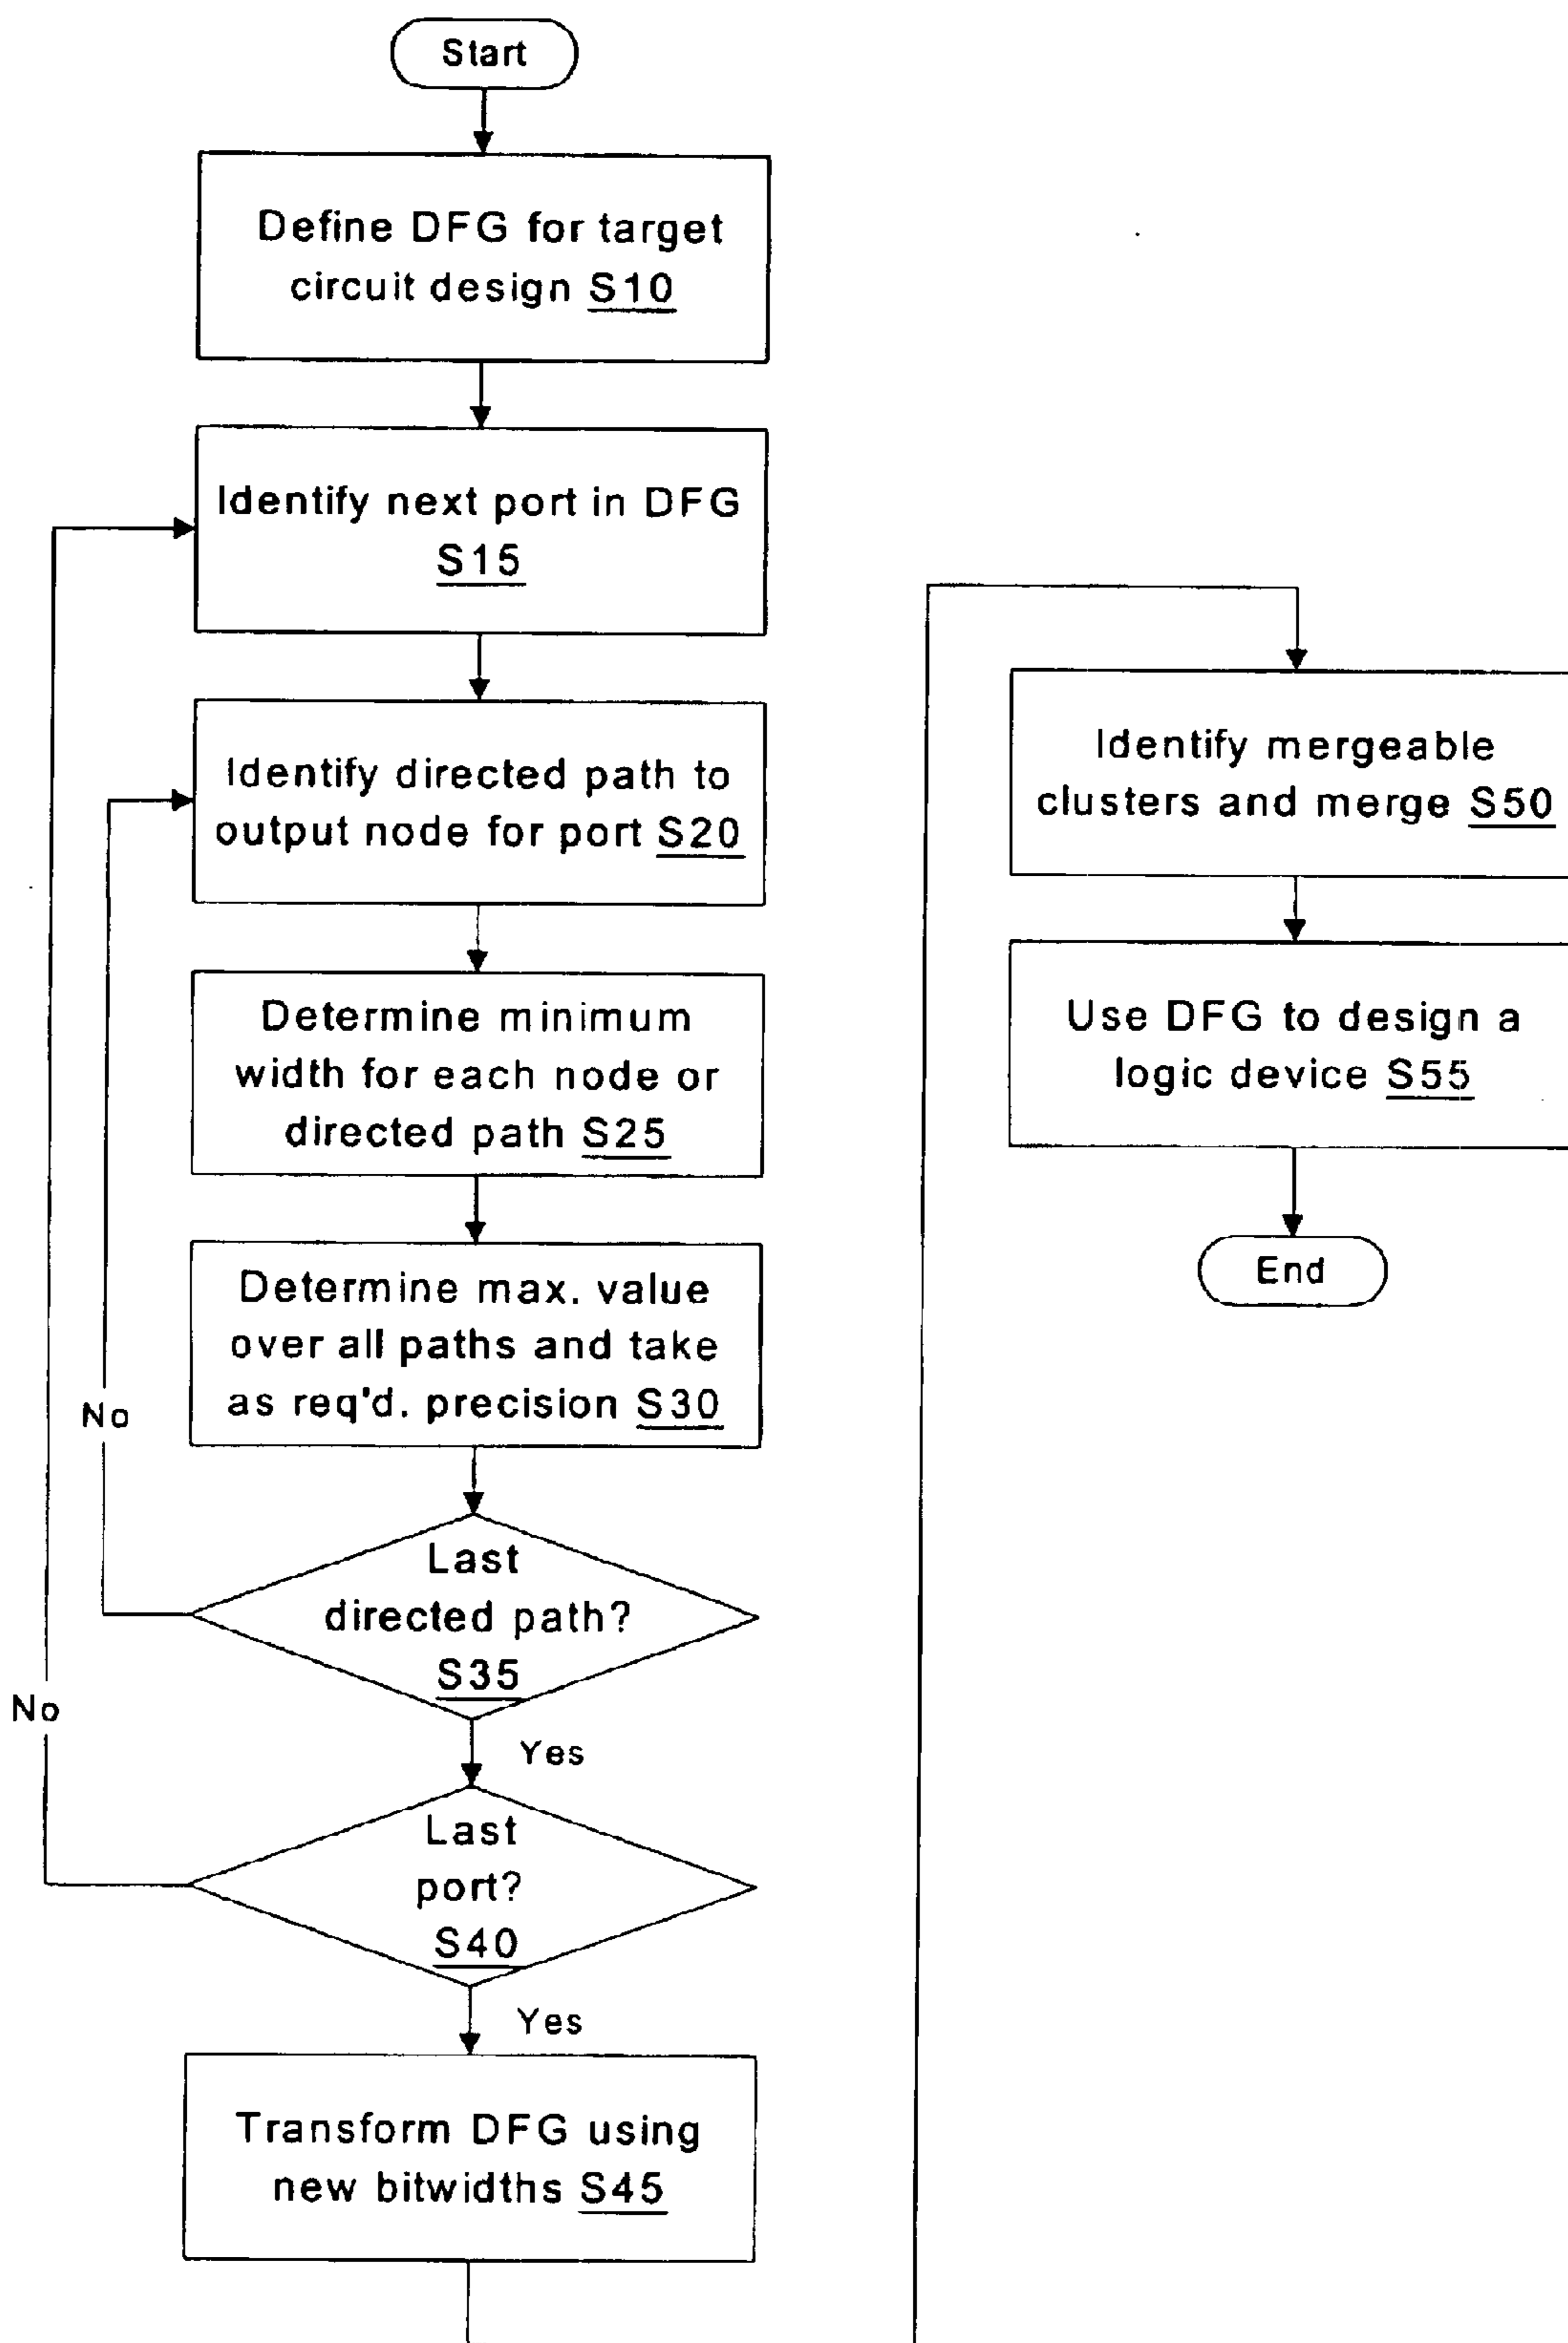 Start
Define DFG for target
circuit design S10
Identify next port in DFG
S15
Identify directed path to
output node for port S20
Determine minimum
width for each node or
directed path S25
Determine max. value
over all paths and take
as req'd. precision S30
No
Last
directed path?
S35
No
Yes
Last
port?
S40
Yes
Transform DFG using
new bitwidths S45
Identify mergeable
clusters and merge S50
Use DFG to design a
logic device S55
End